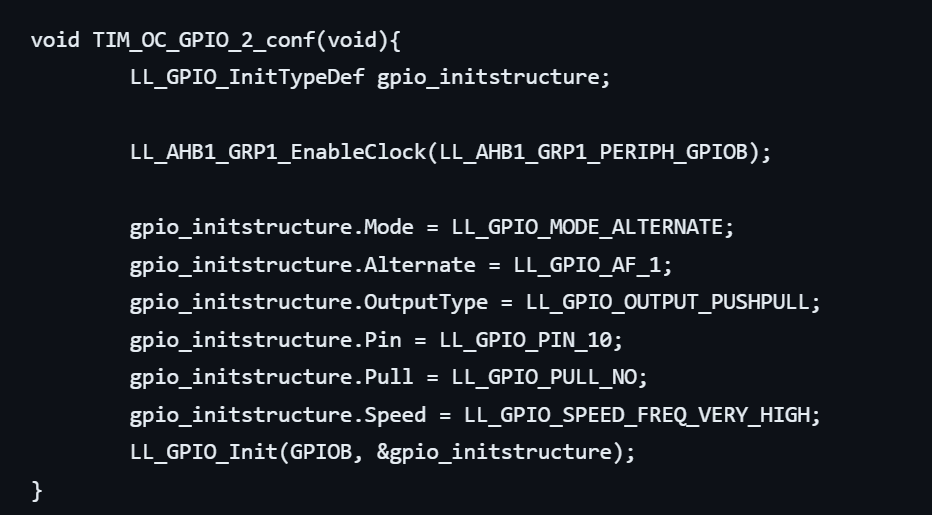 void TIM_OC_GPIO_2_conf(void){
        LL_GPIO_InitTypeDef gpio_initstructure;
        LL_AHB1_GRP1_EnableClock(LL_AHB1_GRP1_PERIPH_GPIOB);
        gpio_initstructure.Mode = LL_GPIO_MODE_ALTERNATE;
        gpio_initstructure.Alternate = LL_GPIO_AF_1;
        gpio_initstructure.OutputType = LL_GPIO_OUTPUT_PUSHPULL;
        gpio_initstructure.Pin = LL_GPIO_PIN_10;
        gpio_initstructure.Pull = LL_GPIO_PULL_NO;
        gpio_initstructure.Speed = LL_GPIO_SPEED_FREQ_VERY_HIGH;
        LL_GPIO_Init(GPIOB, &gpio_initstructure);
}